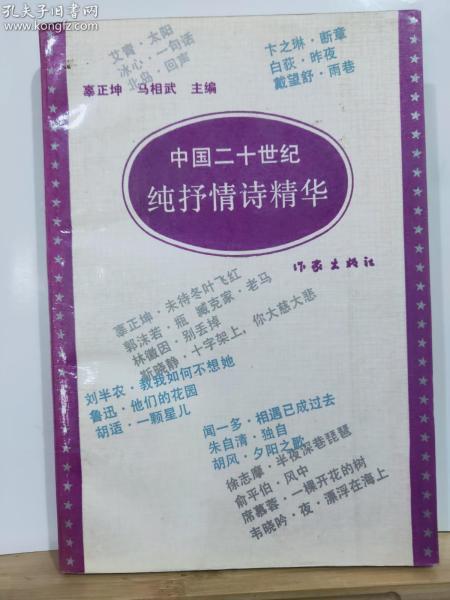 孔夫子旧书网
艾青·太阳
冰心·一句话
北岛·回声
卞之琳·断章
白荻·昨夜
戴望舒·雨巷
辜正坤 马相武 主编
中国二十世纪
纯抒情诗精华
作家出版社
辜正坤·未待冬叶飞红
郭沫若·瓶 臧克家·老马
林徽因·别丢掉
靳晓静·十字架上，你大慈大悲
刘半农·教我如何不想她
鲁迅·他们的花园
胡适·一颗星儿
闻一多·相遇已成过去
朱自清·独自
胡风·夕阳之歌
徐志摩·半夜深巷琵琶
俞平伯·风中
席慕蓉·一棵开花的树
韦晓吟·夜·漂浮在海上